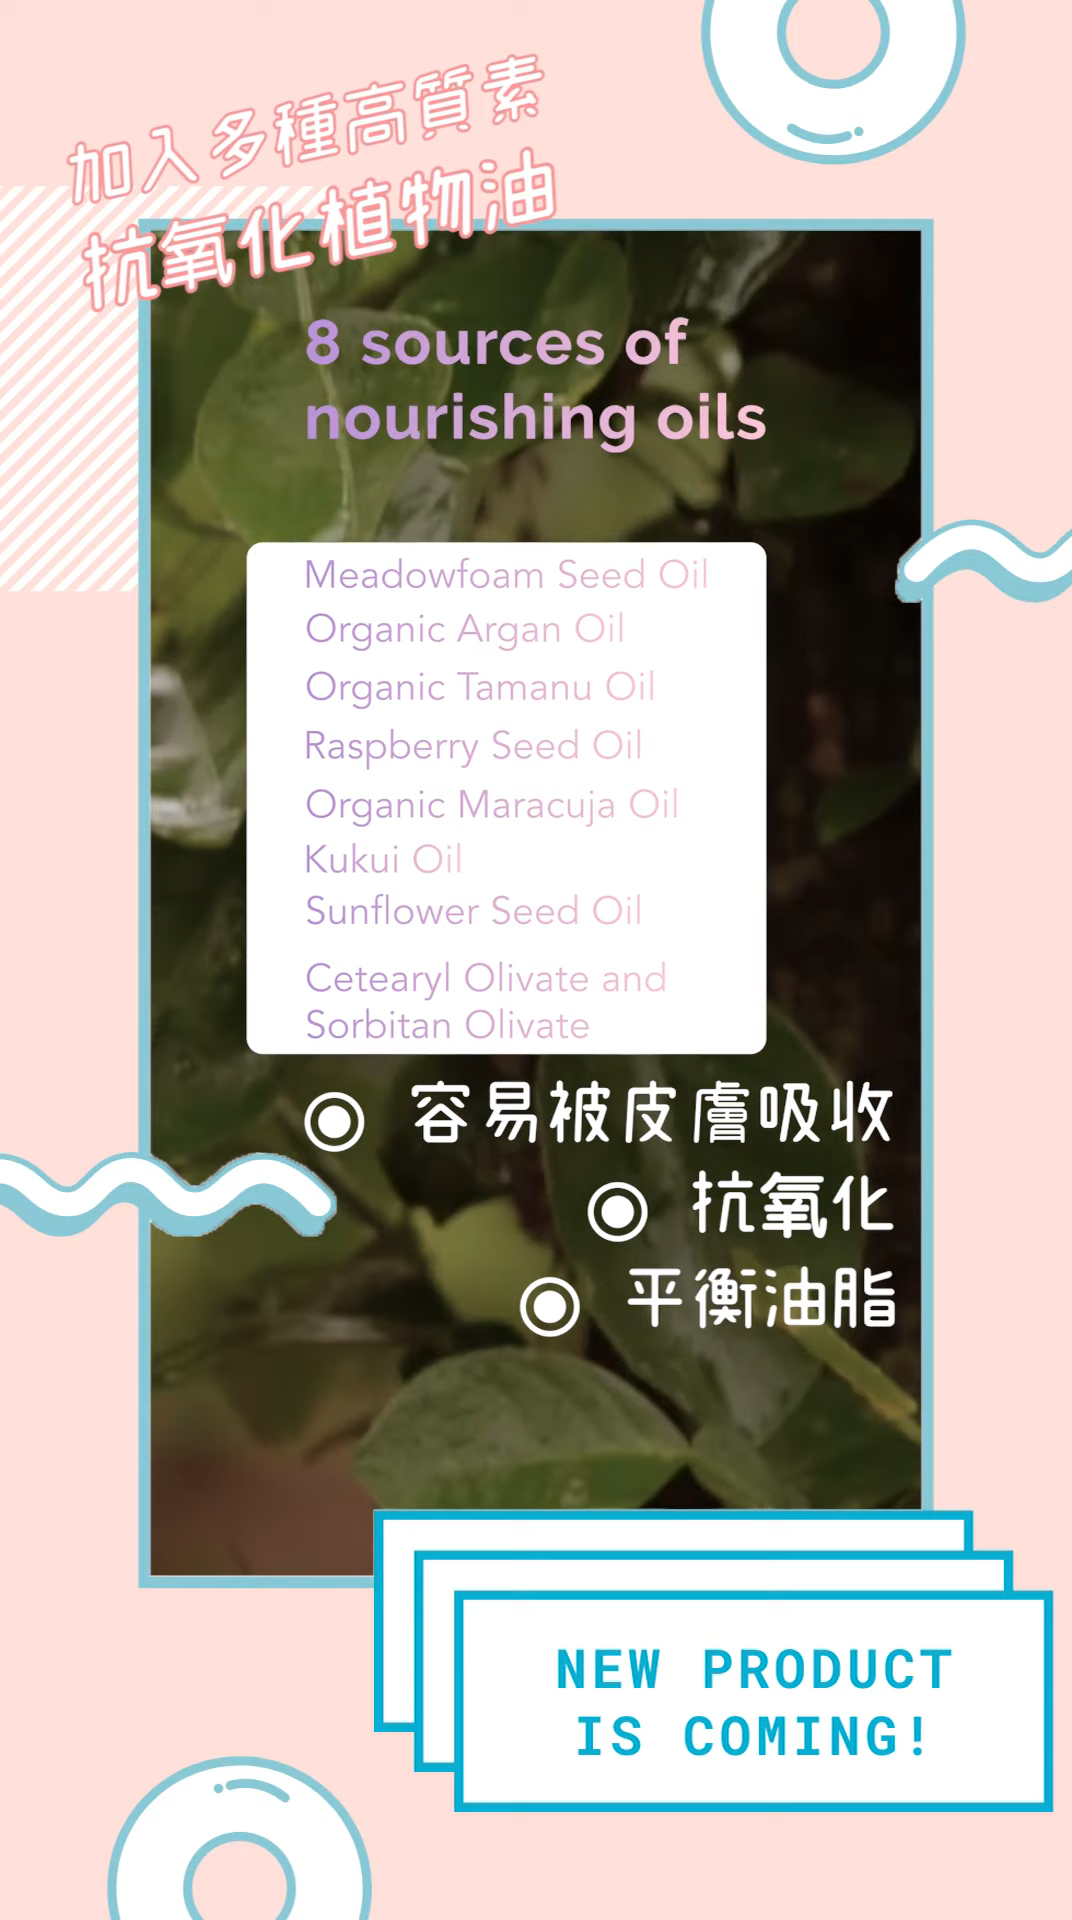 加入多種高質素
抗氧化植物油
8 sources of
nourishing oils
Meadowfoam Seed Oil
Organic Argan Oil
Organic Tamanu Oil
Raspberry Seed Oil
Organic Maracuja Oil
Kukui Oil
Sunflower Seed Oil
Cetearyl Olivate and
Sorbitan Olivate
容易被皮膚吸收
抗氧化
平衡油脂
NEW PRODUCT
IS COMING!